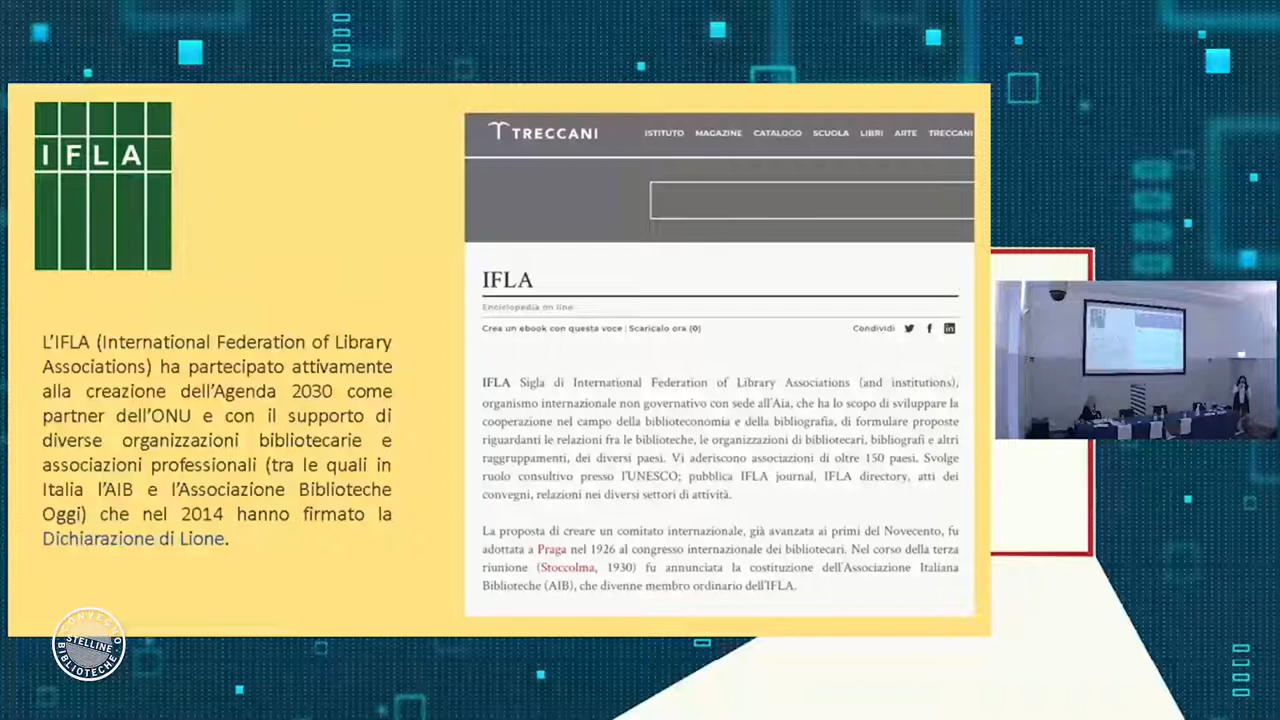 IFLA
L'IFLA (International Federation of Library
Associations) ha partecipato attivamente
alla creazione dell'Agenda 2030 come
partner dell'ONU e con il supporto di
diverse organizzazioni bibliotecarie e
associazioni professionali (tra le quali in
Italia l'AIB e l'Associazione Biblioteche
Oggi) che nel 2014 hanno firmato la
Dichiarazione di Lione.
TRECCANI
ISTITUTO MAGAZINE CATALOGO SCUOLA LIBRI ARTE TRECCANI
IFLA
Enciclopedia on line
Crea un ebook con questa voce | Scaricalo ora (0)
Condividi
IFLA Sigla di International Federation of Library Associations (and institutions),
organismo internazionale non governativo con sede all'Aia, che ha lo scopo di sviluppare la
cooperazione nel campo della biblioteconomia e della bibliografia, di formulare proposte
riguardanti le relazioni fra le biblioteche, le organizzazioni di bibliotecari, bibliografi e altri
raggruppamenti, dei diversi paesi. Vi aderiscono associazioni di oltre 150 paesi. Svolge
ruolo consultivo presso l'UNESCO; pubblica IFLA journal, IFLA directory, atti dei
convegni, relazioni nei diversi settori di attività.
La proposta di creare un comitato internazionale, già avanzata ai primi del Novecento, fu
adottata a Praga nel 1926 al congresso internazionale dei bibliotecari. Nel corso della terza
riunione (Stoccolma, 1930) fu annunciata la costituzione dell'Associazione Italiana
Biblioteche (AIB), che divenne membro ordinario dell'IFLA.
CONVEGNO
STELLINE
BIBLIOTECHE